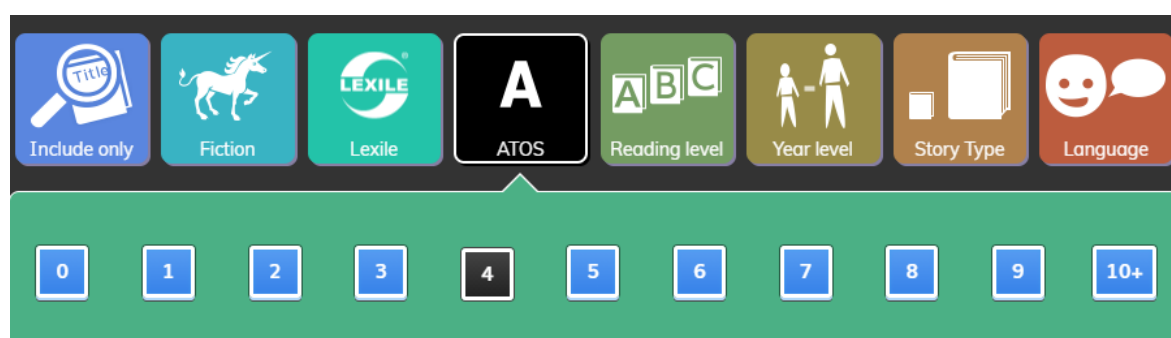 Title
LEXILE ®
A
A B C
Include only
Fiction
Lexile
ATOS
Reading level
Year level
Story Type
Language
0 1 2 3 4 5 6 7 8 9 10+